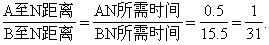 A至N距离/B至N距离 = AN所需时间/BN所需时间 = 0.5/15.5 = 1/31.